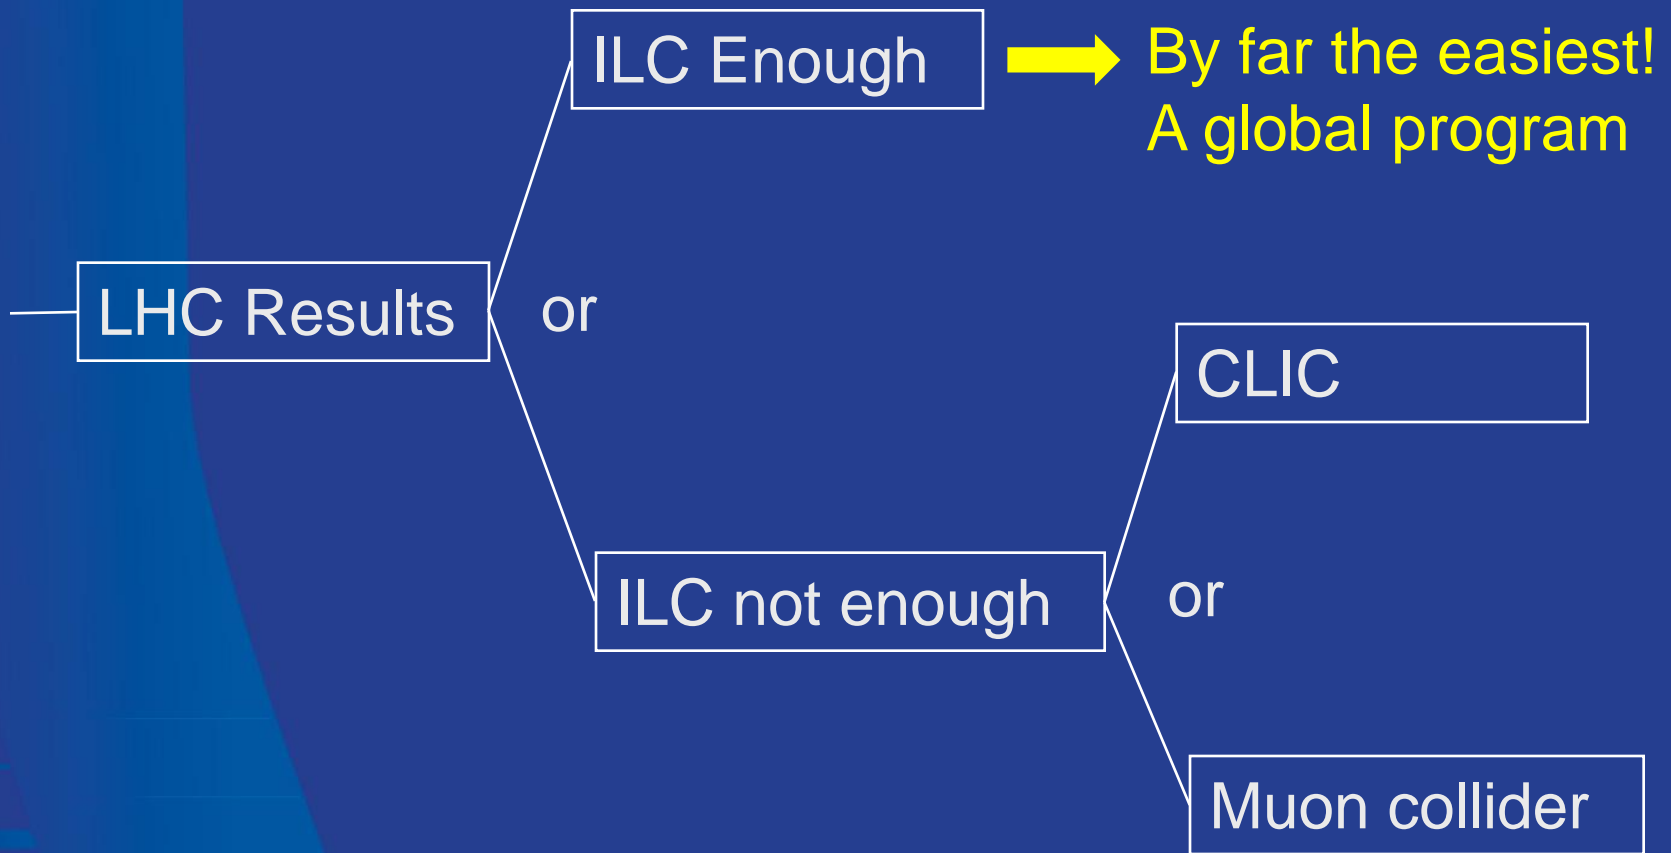 ILC Enough
By far the easiest!
A global program
LHC Results
or
CLIC
ILC not enough
or
Muon collider